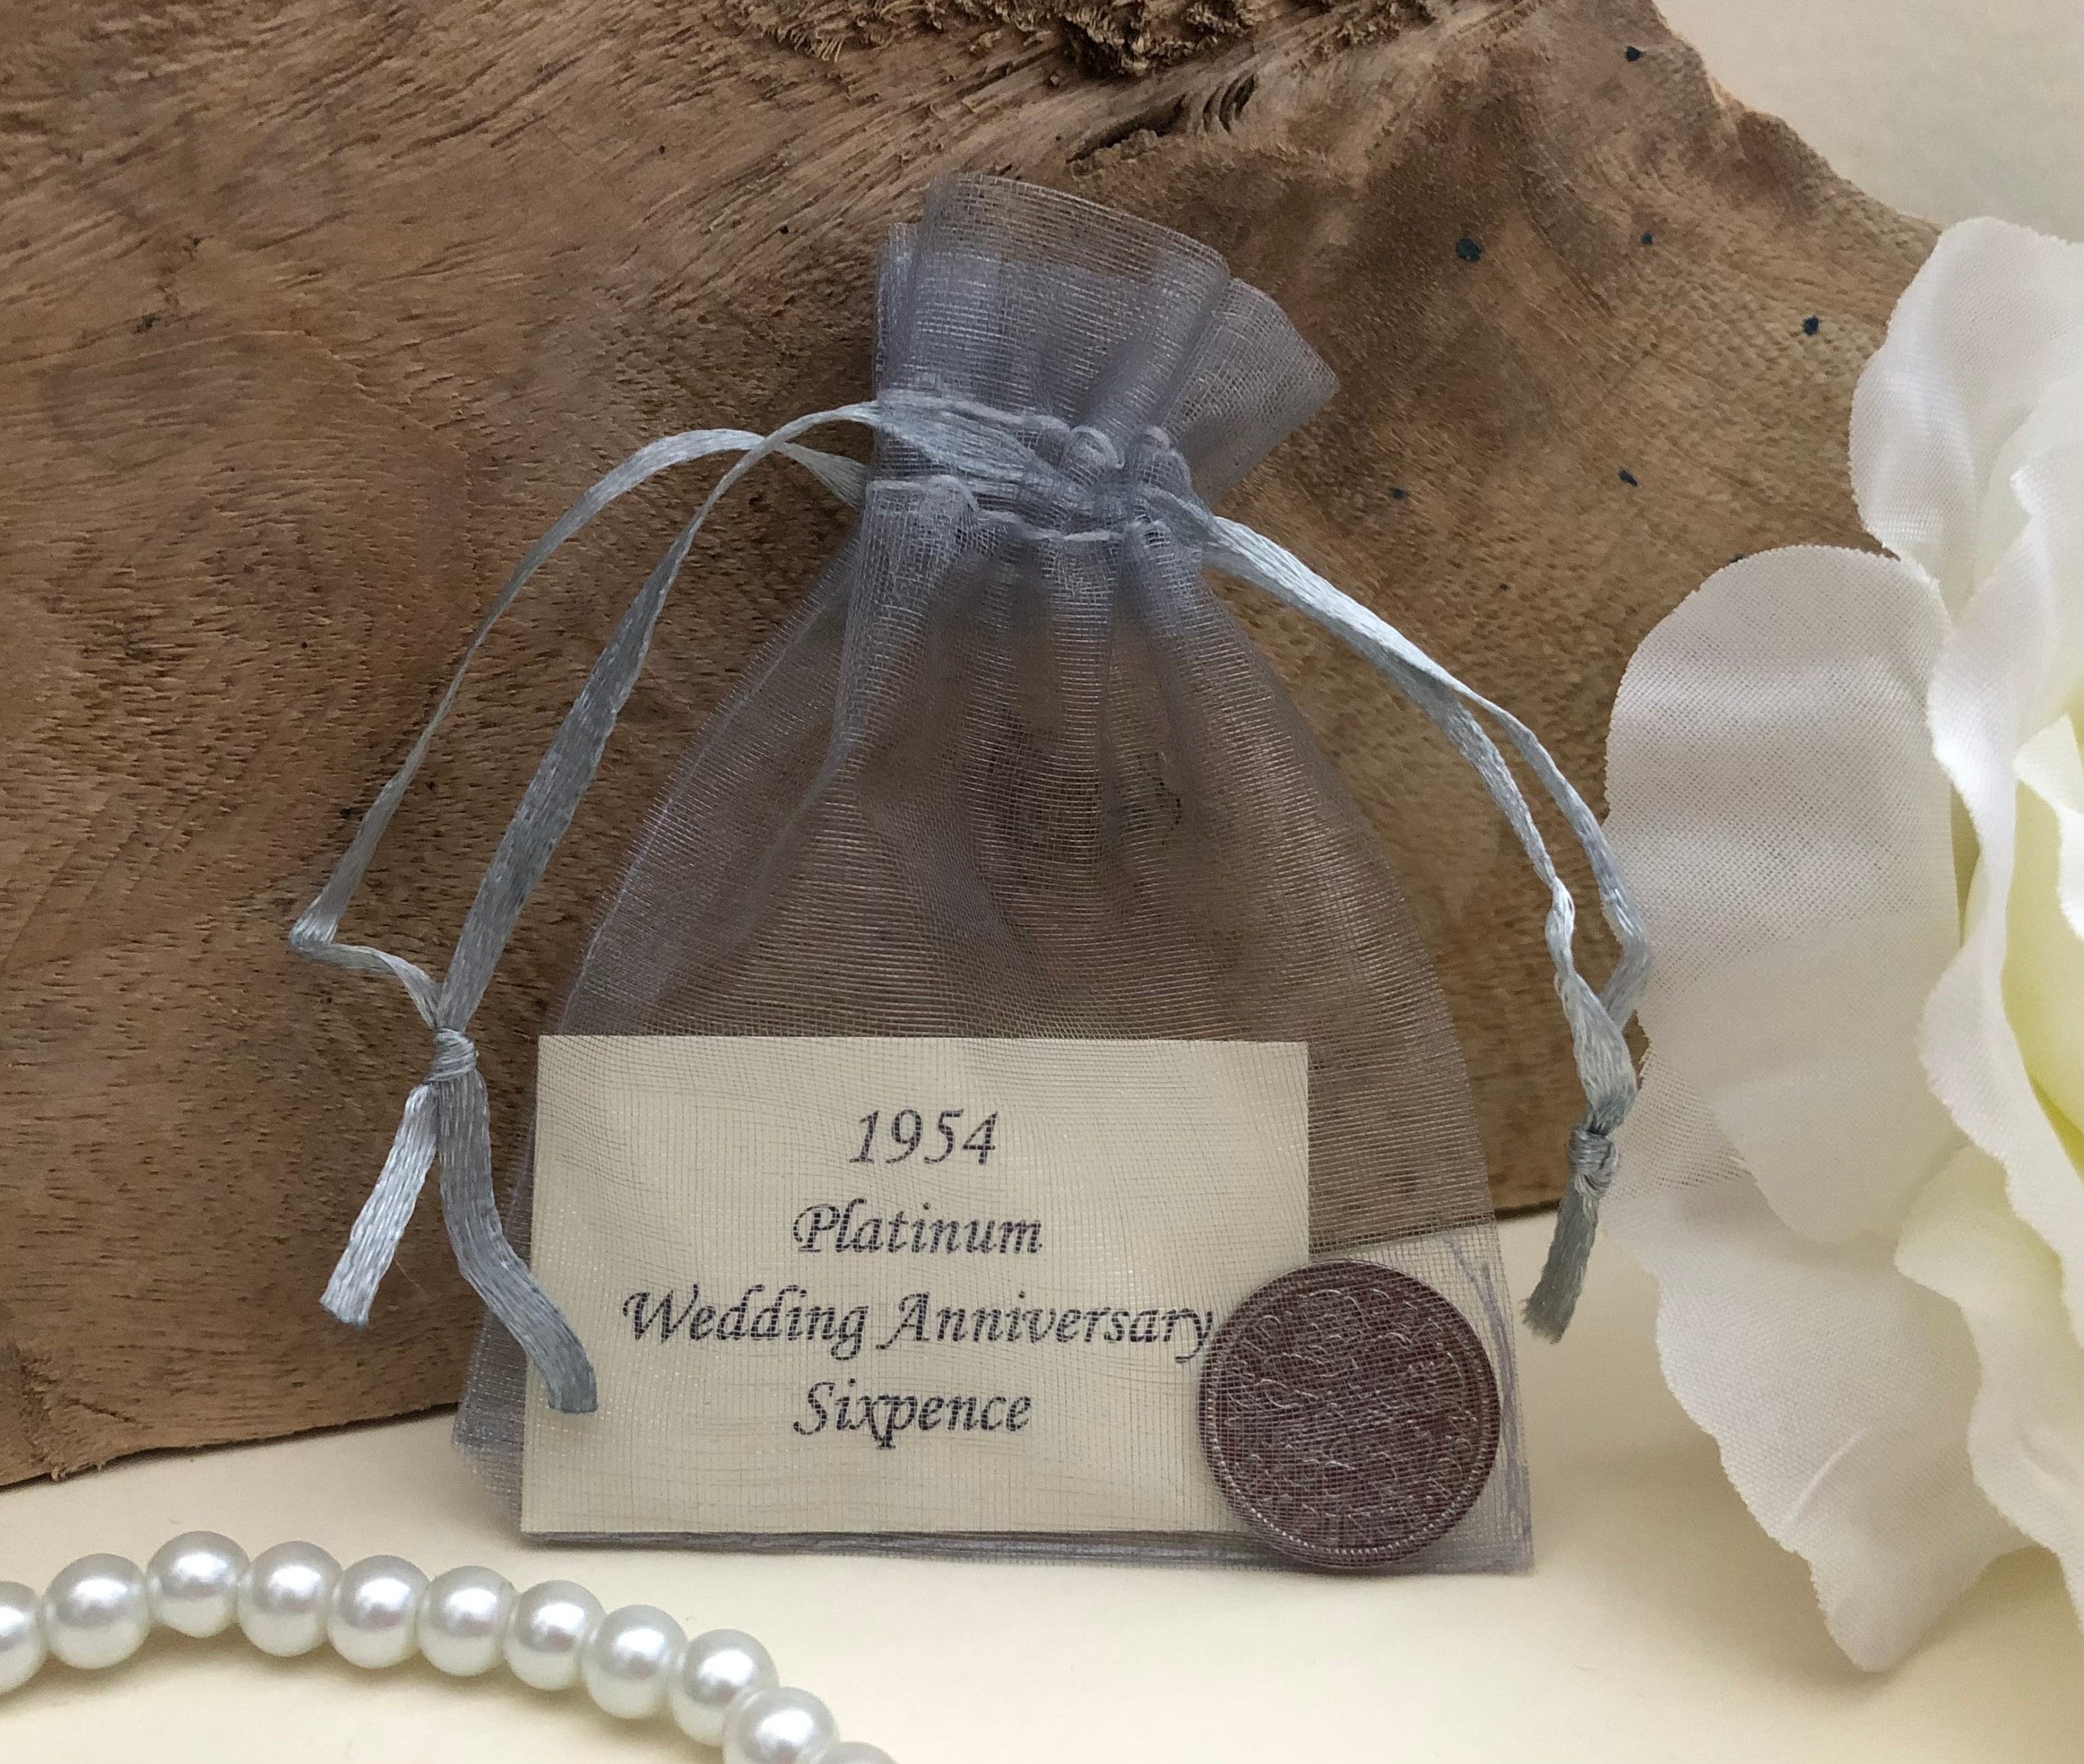 1954
Platinum
Wedding Anniversary
Sixpence